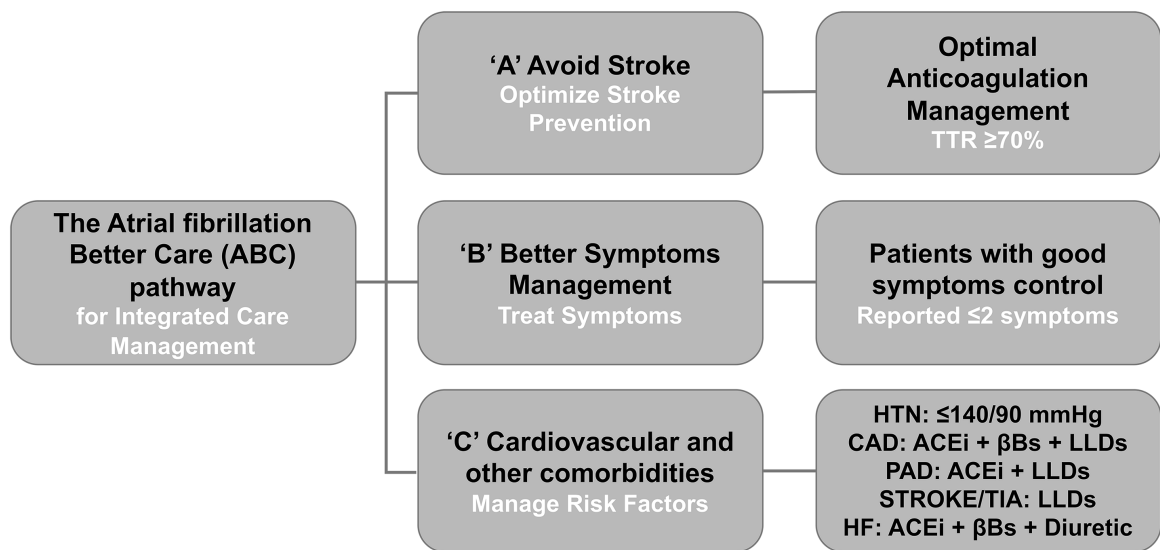 The Atrial fibrillation
Better Care (ABC)
pathway
for Integrated Care
Management
‘A’ Avoid Stroke
Optimize Stroke
Prevention
Optimal
Anticoagulation
Management
TTR ≥70%
‘B’ Better Symptoms
Management
Treat Symptoms
Patients with good
symptoms control
Reported ≤2 symptoms
‘C’ Cardiovascular and
other comorbidities
Manage Risk Factors
HTN: ≤140/90 mmHg
CAD: ACEi + βBs + LLDs
PAD: ACEi + LLDs
STROKE/TIA: LLDs
HF: ACEi + βBs + Diuretic